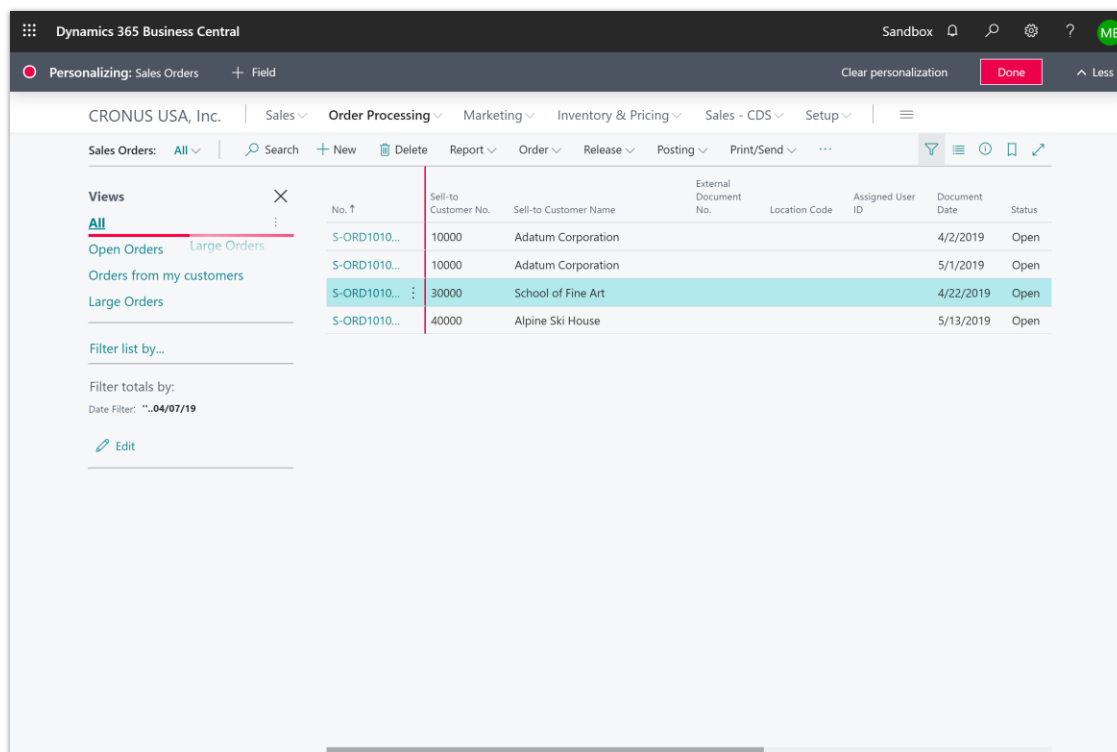 Dynamics 365 Business Central Sandbox ? ME
Personalizing: Sales Orders + Field Clear personalization Done Less
CRONUS USA, Inc. Sales Order Processing Marketing Inventory & Pricing Sales - CDS Setup
Sales Orders: All Search + New Delete Report Order Release Posting Print/Send ...
Views
All
Open Orders Large Orders
Orders from my customers
Large Orders
Filter list by...
Filter totals by:
Date Filter: ''..04/07/19
Edit
No. ↑ Sell-to Customer No. Sell-to Customer Name External Document No. Location Code Assigned User ID Document Date Status
S-ORD1010... 10000 Adatum Corporation 4/2/2019 Open
S-ORD1010... 10000 Adatum Corporation 5/1/2019 Open
S-ORD1010... 30000 School of Fine Art 4/22/2019 Open
S-ORD1010... 40000 Alpine Ski House 5/13/2019 Open